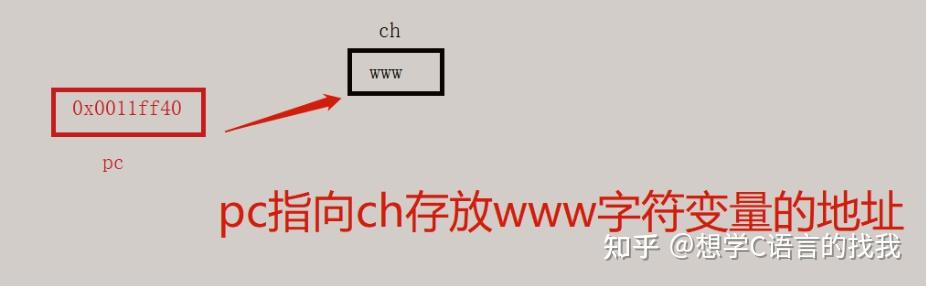 ch
www
0x0011ff40
pc
pc指向ch存放www字符变量的地址
知乎 @想学C语言的找我